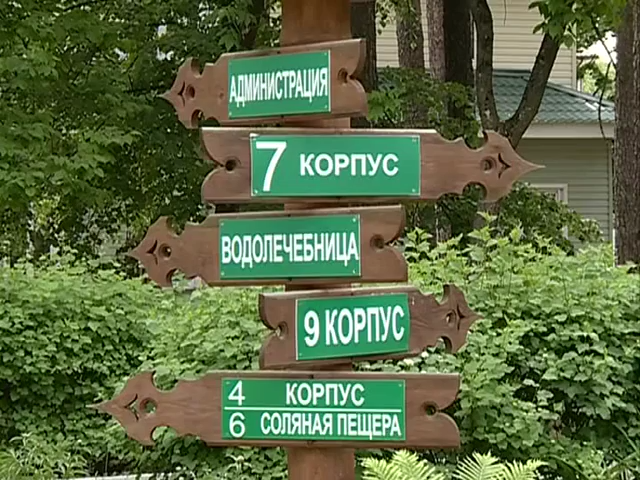 АДМИНИСТРАЦИЯ
7 КОРПУС
ВОДОЛЕЧЕБНИЦА
9 КОРПУС
4 КОРПУС
6 СОЛЯНАЯ ПЕЩЕРА